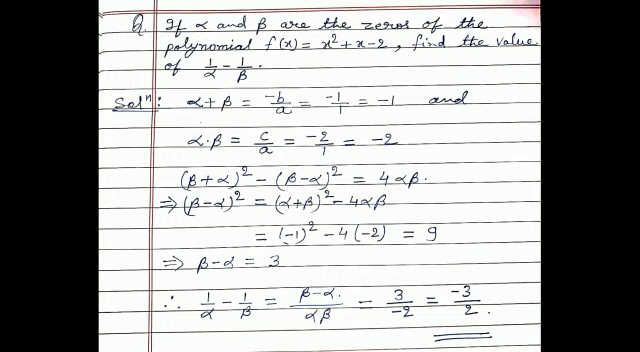 Q. If α and β are the zeros of the
polynomial f(x) = x² + x - 2, find the value
of 1/α - 1/β.
Solⁿ: α + β = -b/a = -1/1 = -1 and
α.β = c/a = -2/1 = -2
(β + α)² - (β - α)² = 4αβ.
⇒ (β - α)² = (α + β)² - 4αβ
= (-1)² - 4(-2) = 9
⇒ β - α = 3
∴ 1/α - 1/β = β - α./αβ - 3/-2 = -3/2.